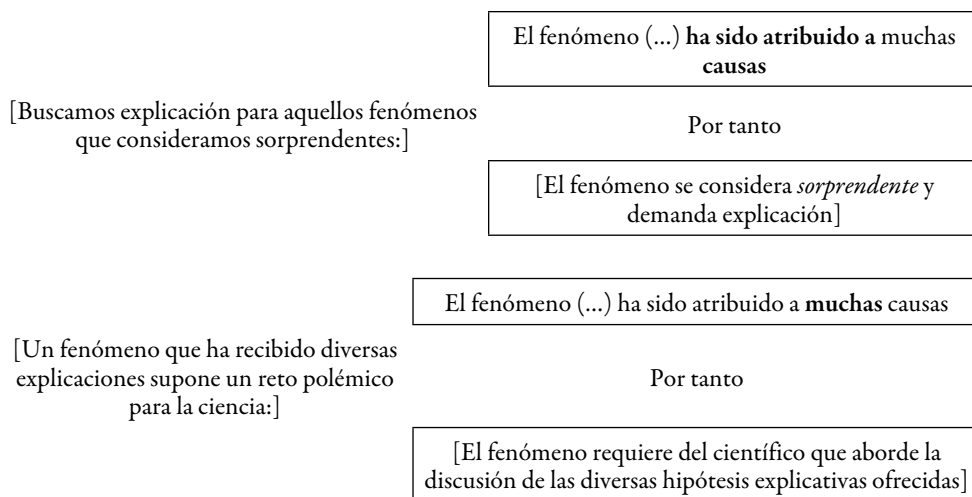 El fenómeno (...) ha sido atribuido a muchas
causas
[Buscamos explicación para aquellos fenómenos
que consideramos sorprendentes:]
Por tanto
[El fenómeno se considera sorprendente y
demanda explicación]
El fenómeno (...) ha sido atribuido a muchas causas
[Un fenómeno que ha recibido diversas
explicaciones supone un reto polémico
para la ciencia:]
Por tanto
[El fenómeno requiere del científico que aborde la
discusión de las diversas hipótesis explicativas ofrecidas]